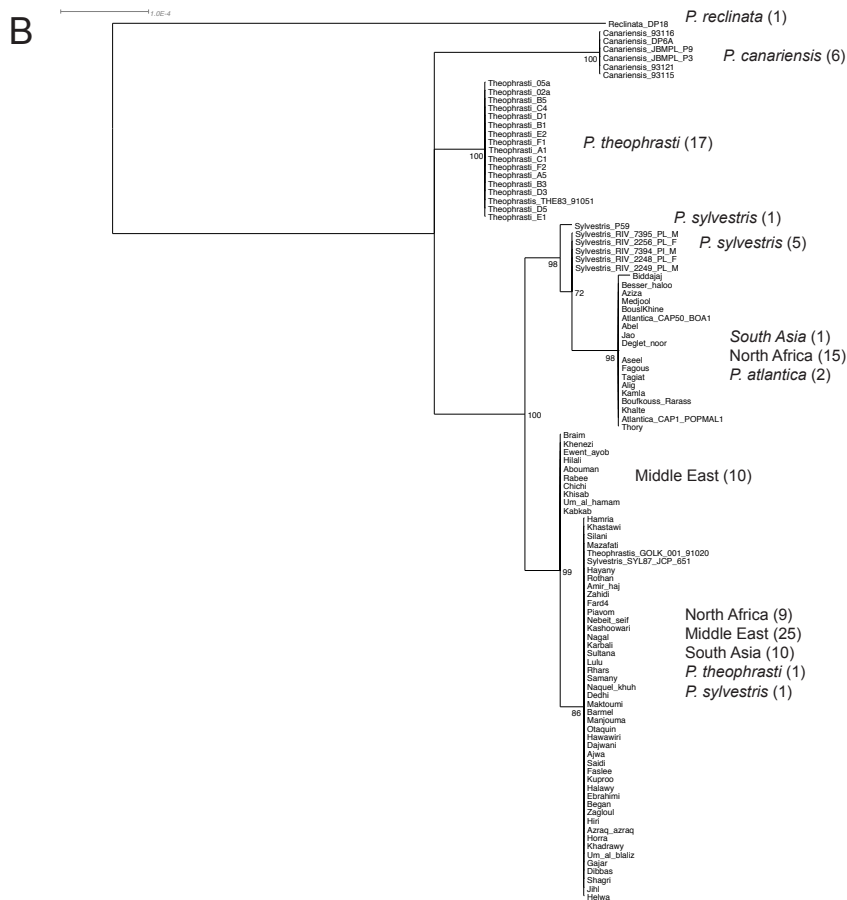 B
1.0E-4
Reclinata_DP18
P. reclinata (1)
Canariensis_93116
Canariensis_DP6A
Canariensis_JBMPL_P9
Canariensis_JBMPL_P3
Canariensis_93121
Canariensis_93115
100
P. canariensis (6)
Theophrasti_05a
Theophrasti_02a
Theophrasti_B5
Theophrasti_C4
Theophrasti_D1
Theophrasti_B1
Theophrasti_E2
Theophrasti_F1
Theophrasti_A1
Theophrasti_C1
Theophrasti_F2
Theophrasti_A5
Theophrasti_B3
Theophrasti_D3
Theophrastis_THE83_91051
Theophrasti_D5
Theophrasti_E1
100
P. theophrasti (17)
Sylvestris_P59
P. sylvestris (1)
Sylvestris_RIV_7395_PL_M
Sylvestris_RIV_2256_PL_F
Sylvestris_RIV_7394_Pl_M
Sylvestris_RIV_2248_PL_F
Sylvestris_RIV_2249_PL_M
P. sylvestris (5)
98
72
Biddajaj
Besser_haloo
Aziza
Medjool
BouslKhine
Atlantica_CAP50_BOA1
Abel
Jao
Deglet_noor
Aseel
Fagous
Tagiat
Alig
Kamla
Boufkouss_Rarass
Khalte
Atlantica_CAP1_POPMAL1
Thory
98
South Asia (1)
North Africa (15)
P. atlantica (2)
100
Braim
Khenezi
Ewent_ayob
Hilali
Abouman
Rabee
Chichi
Khisab
Um_al_hamam
Kabkab
Middle East (10)
99
Hamria
Khastawi
Silani
Mazafati
Theophrastis_GOLK_001_91020
Sylvestris_SYL87_JCP_651
Hayany
Rothan
Amir_haj
Zahidi
Fard4
Piavom
Nebeit_seif
Kashoowari
Nagal
Karbali
Sultana
Lulu
Rhars
Samany
Naquel_khuh
Dedhi
Maktoumi
Barmel
Manjouma
Otaquin
Hawawiri
Dajwani
Ajwa
Saidi
Faslee
Kuproo
Halawy
Ebrahimi
Began
Zagloul
Hiri
Azraq_azraq
Horra
Khadrawy
Um_al_blaliz
Gajar
Dibbas
Shagri
Jihl
Helwa
86
North Africa (9)
Middle East (25)
South Asia (10)
P. theophrasti (1)
P. sylvestris (1)